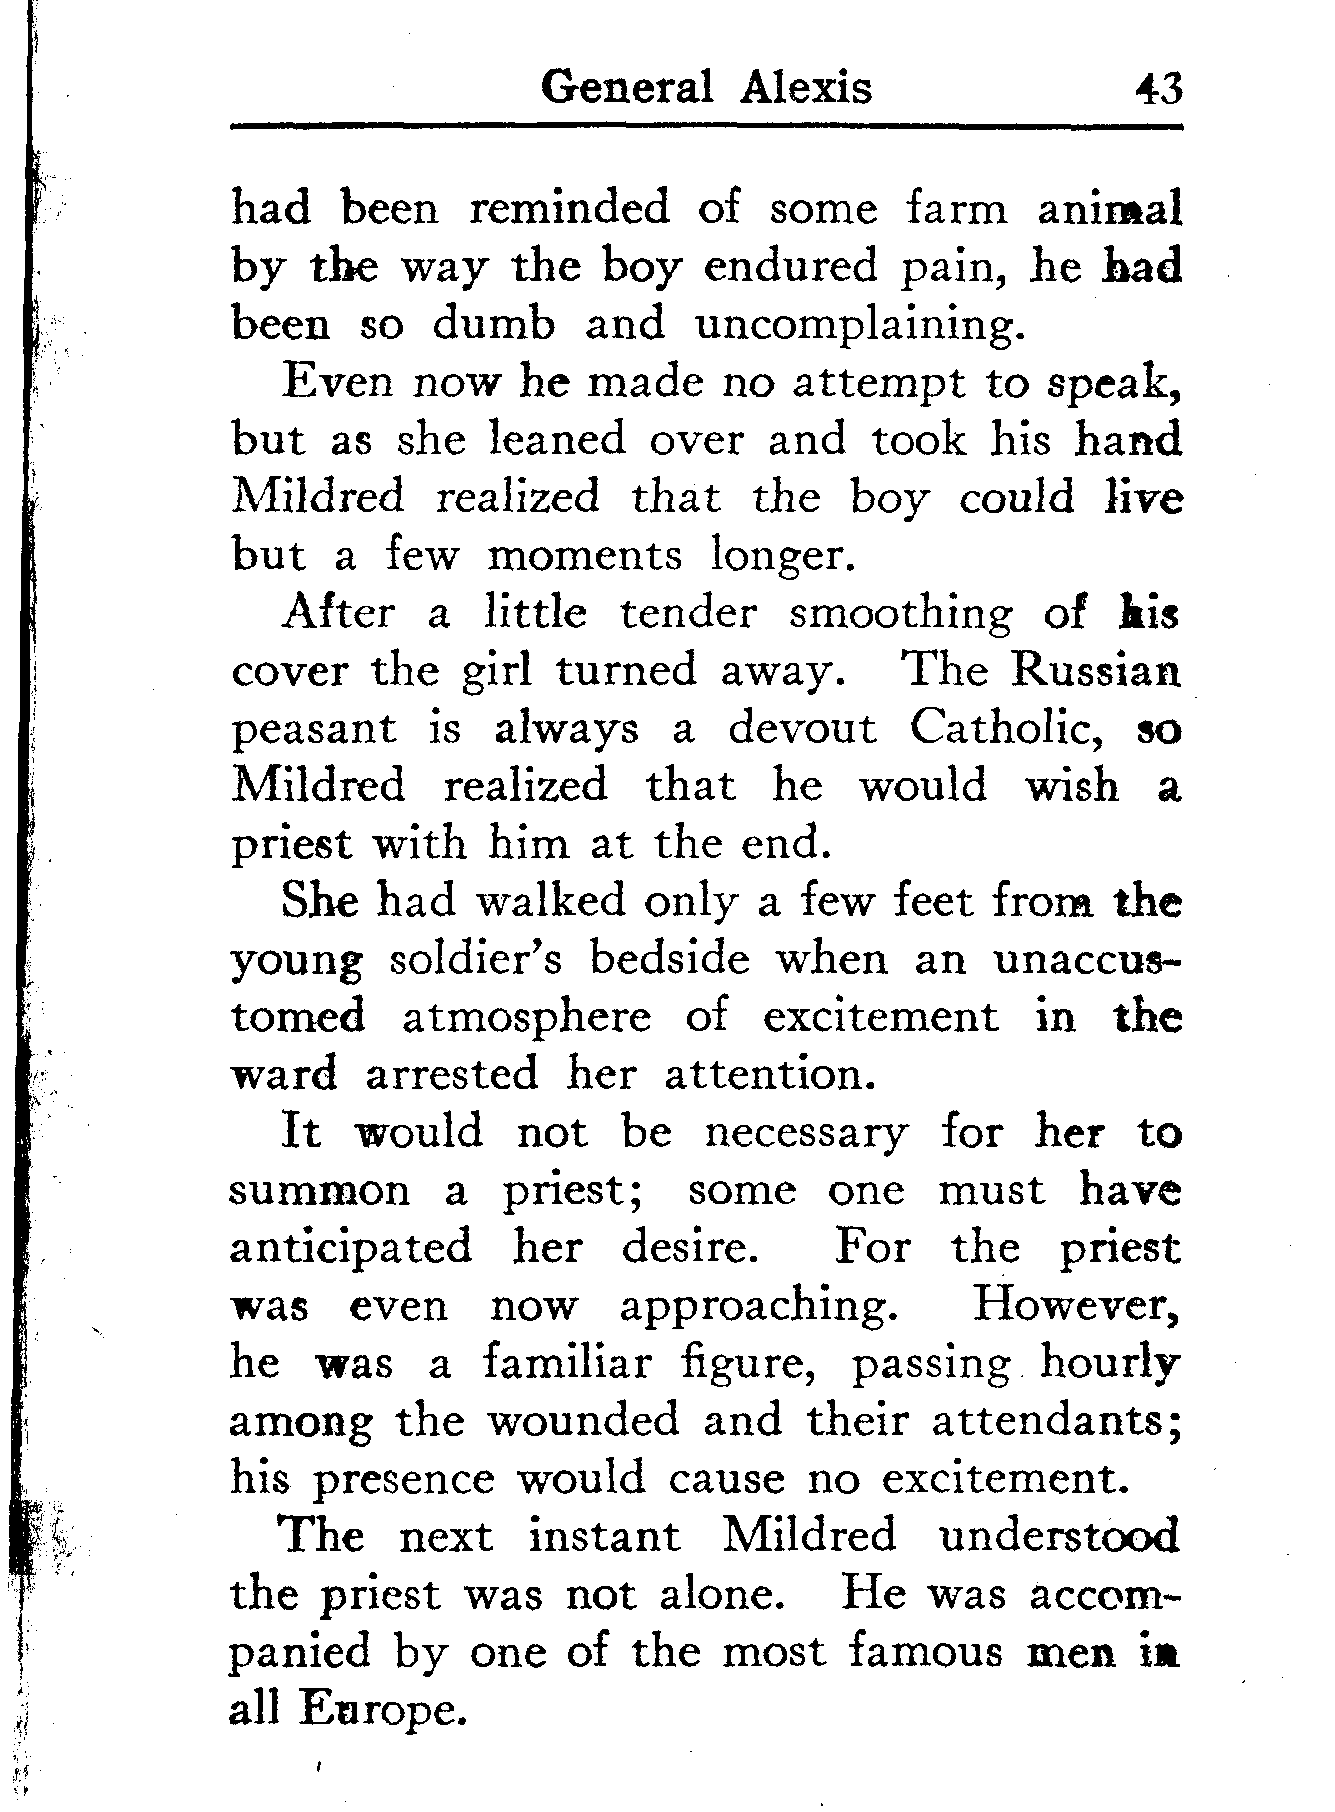 General Alexis 43
had been reminded of some farm animal
by the way the boy endured pain, he had
been so dumb and uncomplaining.
Even now he made no attempt to speak,
but as she leaned over and took his hand
Mildred realized that the boy could live
but a few moments longer.
After a little tender smoothing of his
cover the girl turned away. The Russian
peasant is always a devout Catholic, so
Mildred realized that he would wish a
priest with him at the end.
She had walked only a few feet from the
young soldier's bedside when an unaccus-
tomed atmosphere of excitement in the
ward arrested her attention.
It would not be necessary for her to
summon a priest; some one must have
anticipated her desire. For the priest
was even now approaching. However,
he was a familiar figure, passing hourly
among the wounded and their attendants;
his presence would cause no excitement.
The next instant Mildred understood
the priest was not alone. He was accom-
panied by one of the most famous men in
all Europe.